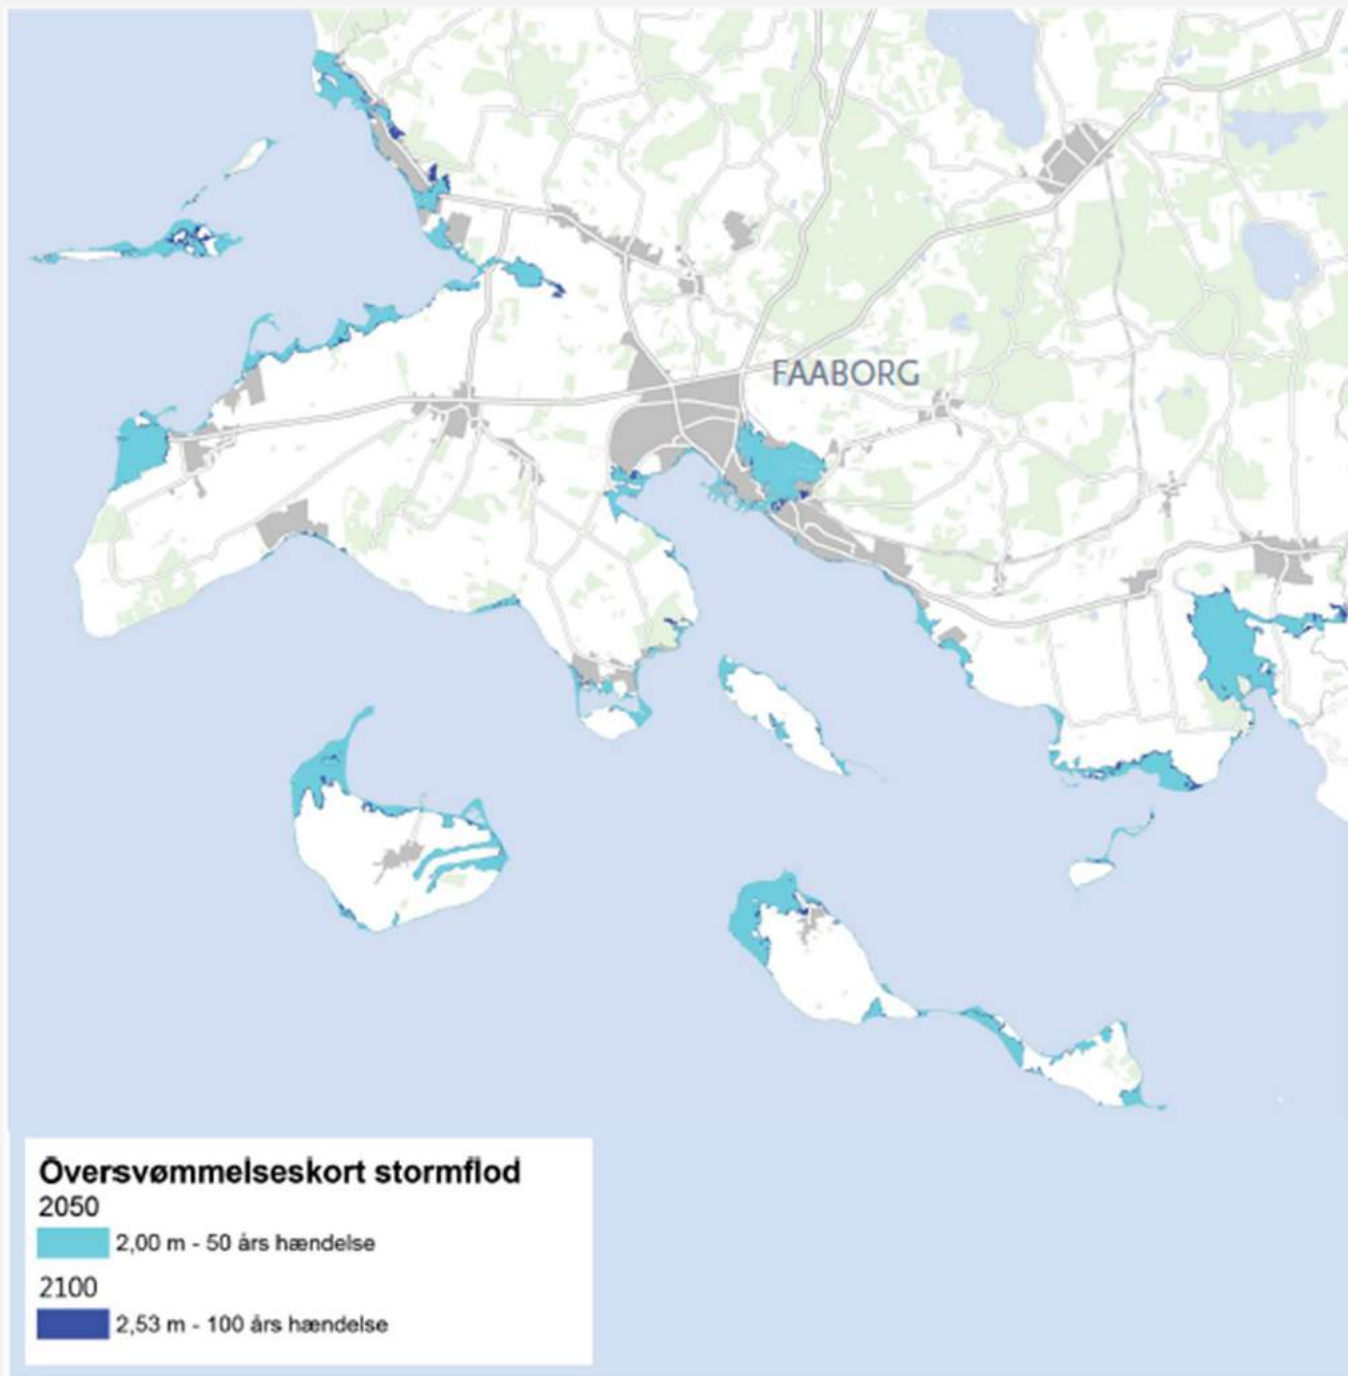 FAABORG
Oversvømmelseskort stormflod
2050
2,00 m - 50 års hændelse
2100
2,53 m - 100 års hændelse